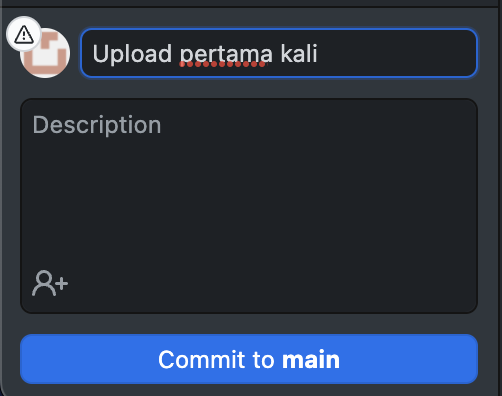 Upload pertama kali
Description
Commit to main